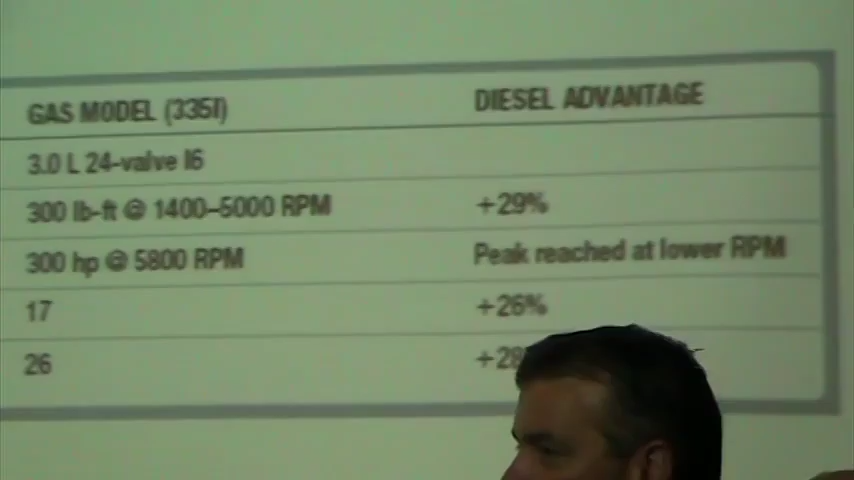 GAS MODEL (335I) DIESEL ADVANTAGE
3.0 L 24-valve I6
300 lb-ft @ 1400–5000 RPM +29%
300 hp @ 5800 RPM Peak reached at lower RPM
17 +26%
26 +28